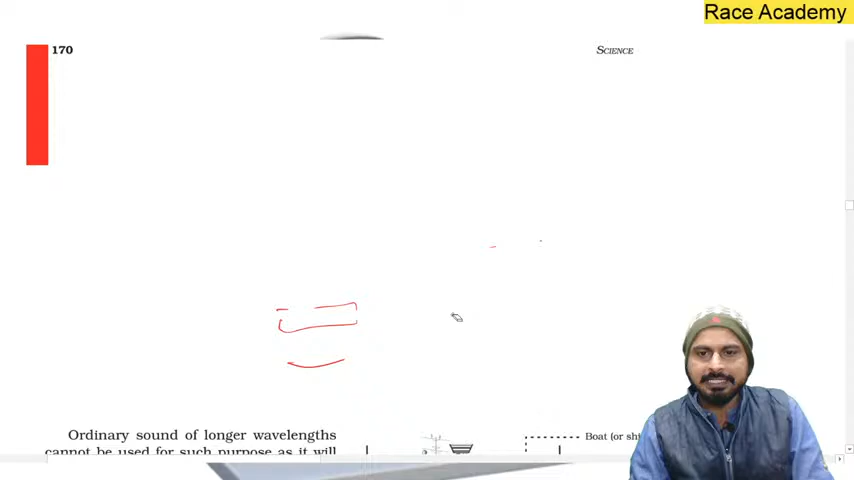 Race Academy
170
SCIENCE
Ordinary sound of longer wavelengths
cannot be used for such purpose as it will
Boat (or